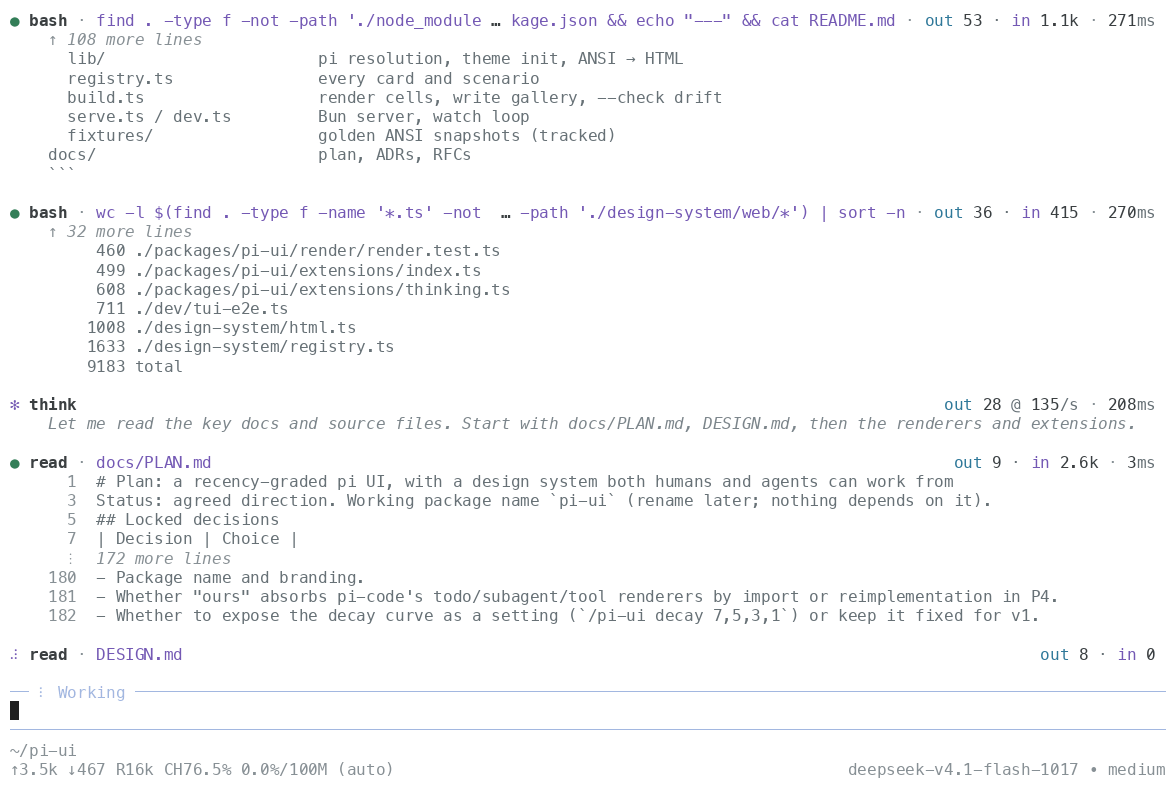 ● bash · find . -type f -not -path './node_module … kage.json && echo "---" && cat README.md · out 53 · in 1.1k · 271ms
↑ 108 more lines
lib/ pi resolution, theme init, ANSI → HTML
registry.ts every card and scenario
build.ts render cells, write gallery, --check drift
serve.ts / dev.ts Bun server, watch loop
fixtures/ golden ANSI snapshots (tracked)
docs/ plan, ADRs, RFCs
```
● bash · wc -l $(find . -type f -name '*.ts' -not … -path './design-system/web/*') | sort -n · out 36 · in 415 · 270ms
↑ 32 more lines
460 ./packages/pi-ui/render/render.test.ts
499 ./packages/pi-ui/extensions/index.ts
608 ./packages/pi-ui/extensions/thinking.ts
711 ./dev/tui-e2e.ts
1008 ./design-system/html.ts
1633 ./design-system/registry.ts
9183 total
✻ think out 28 @ 135/s · 208ms
Let me read the key docs and source files. Start with docs/PLAN.md, DESIGN.md, then the renderers and extensions.
● read · docs/PLAN.md out 9 · in 2.6k · 3ms
1 # Plan: a recency-graded pi UI, with a design system both humans and agents can work from
3 Status: agreed direction. Working package name `pi-ui` (rename later; nothing depends on it).
5 ## Locked decisions
7 | Decision | Choice |
⋮ 172 more lines
180 - Package name and branding.
181 - Whether "ours" absorbs pi-code's todo/subagent/tool renderers by import or reimplementation in P4.
182 - Whether to expose the decay curve as a setting (`/pi-ui decay 7,5,3,1`) or keep it fixed for v1.
read · DESIGN.md out 8 · in 0
Working
~/pi-ui
↑3.5k ↓467 R16k CH76.5% 0.0%/100M (auto) deepseek-v4.1-flash-1017 • medium